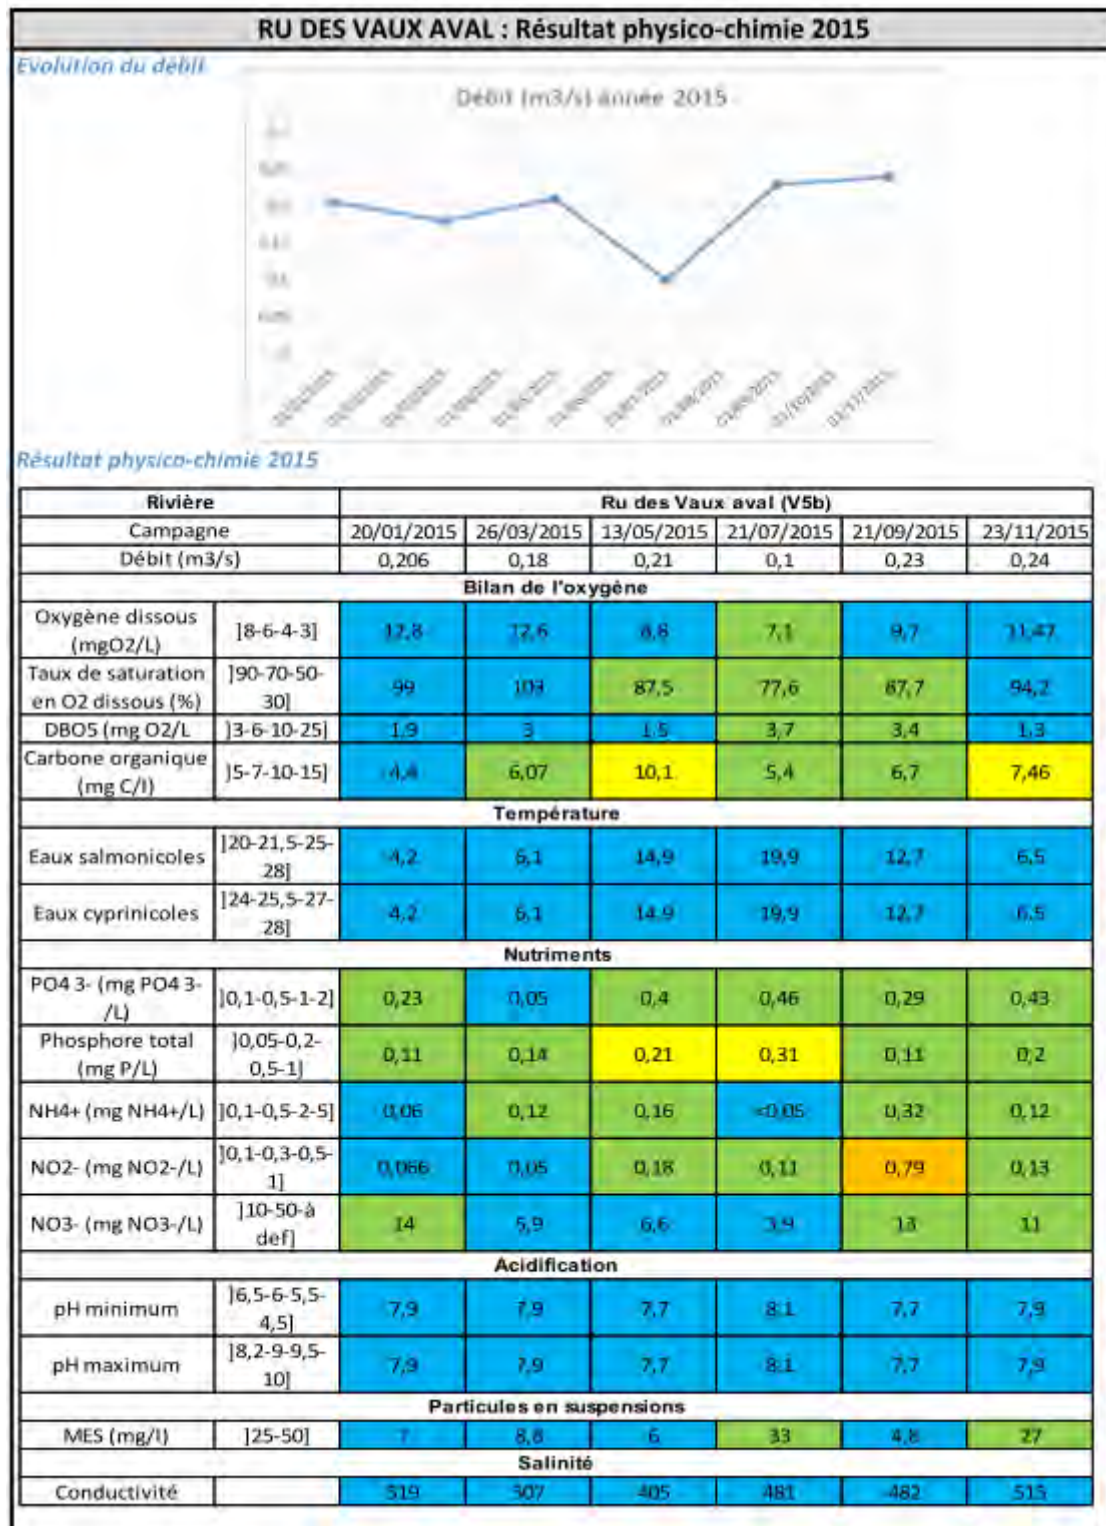 RU DES VAUX AVAL : Résultat physico-chimie 2015
Evolution du débit
Débit (m3/s) année 2015
Résultat physico-chimie 2015
Rivière Ru des Vaux aval (V5b)
Campagne 20/01/2015 26/03/2015 13/05/2015 21/07/2015 21/09/2015 23/11/2015
Débit (m3/s) 0,206 0,18 0,21 0,1 0,23 0,24
Bilan de l'oxygène
Oxygène dissous (mgO2/L) ]8-6-4-3] 12,8 12,6 8,8 7,1 9,7 11,47
Taux de saturation en O2 dissous (%) ]90-70-50-30] 99 103 87,5 77,6 87,7 94,2
DBO5 (mg O2/L ]3-6-10-25] 1,9 3 1,5 3,7 3,4 1,3
Carbone organique (mg C/l) ]5-7-10-15] 4,4 6,07 10,1 5,4 6,7 7,46
Température
Eaux salmonicoles ]20-21,5-25-28] 4,2 6,1 14,9 19,9 12,7 6,5
Eaux cyprinicoles ]24-25,5-27-28] 4,2 6,1 14,9 19,9 12,7 6,5
Nutriments
PO4 3- (mg PO4 3-/L) ]0,1-0,5-1-2] 0,23 0,05 0,4 0,46 0,29 0,43
Phosphore total (mg P/L) ]0,05-0,2-0,5-1] 0,11 0,14 0,21 0,31 0,11 0,2
NH4+ (mg NH4+/L) ]0,1-0,5-2-5] 0,06 0,12 0,16 <0,05 0,32 0,12
NO2- (mg NO2-/L) ]0,1-0,3-0,5-1] 0,066 0,05 0,18 0,11 0,79 0,13
NO3- (mg NO3-/L) ]10-50-à def] 14 5,9 6,6 3,9 13 11
Acidification
pH minimum ]6,5-6-5,5-4,5] 7,9 7,9 7,7 8,1 7,7 7,9
pH maximum ]8,2-9-9,5-10] 7,9 7,9 7,7 8,1 7,7 7,9
Particules en suspensions
MES (mg/l) ]25-50] 7 8,8 6 33 4,8 27
Salinité
Conductivité 519 507 405 481 482 515